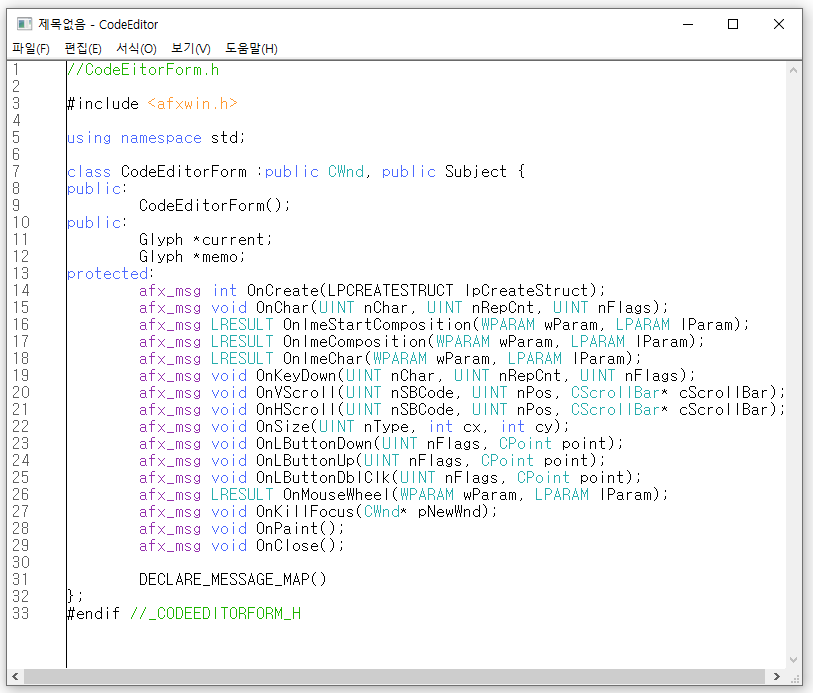 제목없음 - CodeEditor
파일(F) 편집(E) 서식(O) 보기(V) 도움말(H)
1 //CodeEitorForm.h
2
3 #include <afxwin.h>
4
5 using namespace std;
6
7 class CodeEditorForm :public CWnd, public Subject {
8 public:
9 CodeEditorForm();
10 public:
11 Glyph *current;
12 Glyph *memo;
13 protected:
14 afx_msg int OnCreate(LPCREATESTRUCT lpCreateStruct);
15 afx_msg void OnChar(UINT nChar, UINT nRepCnt, UINT nFlags);
16 afx_msg LRESULT OnImeStartComposition(WPARAM wParam, LPARAM lParam);
17 afx_msg LRESULT OnImeComposition(WPARAM wParam, LPARAM lParam);
18 afx_msg LRESULT OnImeChar(WPARAM wParam, LPARAM lParam);
19 afx_msg void OnKeyDown(UINT nChar, UINT nRepCnt, UINT nFlags);
20 afx_msg void OnVScroll(UINT nSBCode, UINT nPos, CScrollBar* cScrollBar);
21 afx_msg void OnHScroll(UINT nSBCode, UINT nPos, CScrollBar* cScrollBar);
22 afx_msg void OnSize(UINT nType, int cx, int cy);
23 afx_msg void OnLButtonDown(UINT nFlags, CPoint point);
24 afx_msg void OnLButtonUp(UINT nFlags, CPoint point);
25 afx_msg void OnLButtonDblClk(UINT nFlags, CPoint point);
26 afx_msg LRESULT OnMouseWheel(WPARAM wParam, LPARAM lParam);
27 afx_msg void OnKillFocus(CWnd* pNewWnd);
28 afx_msg void OnPaint();
29 afx_msg void OnClose();
30
31 DECLARE_MESSAGE_MAP()
32 };
33 #endif //_CODEEDITORFORM_H